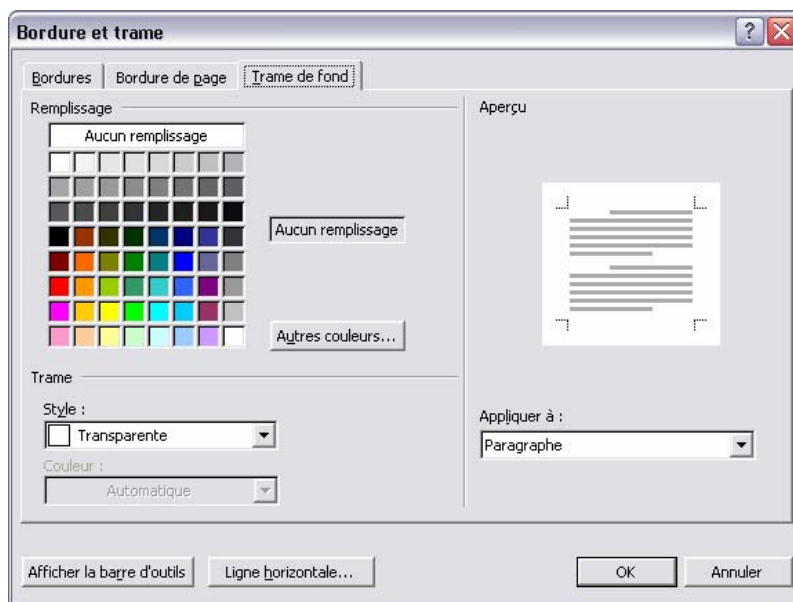 Bordure et trame
Bordures
Bordure de page
Trame de fond
Remplissage
Aucun remplissage
Aucun remplissage
Autres couleurs...
Trame
Style :
Transparente
Couleur :
Automatique
Aperçu
Appliquer à :
Paragraphe
Afficher la barre d'outils
Ligne horizontale...
OK
Annuler